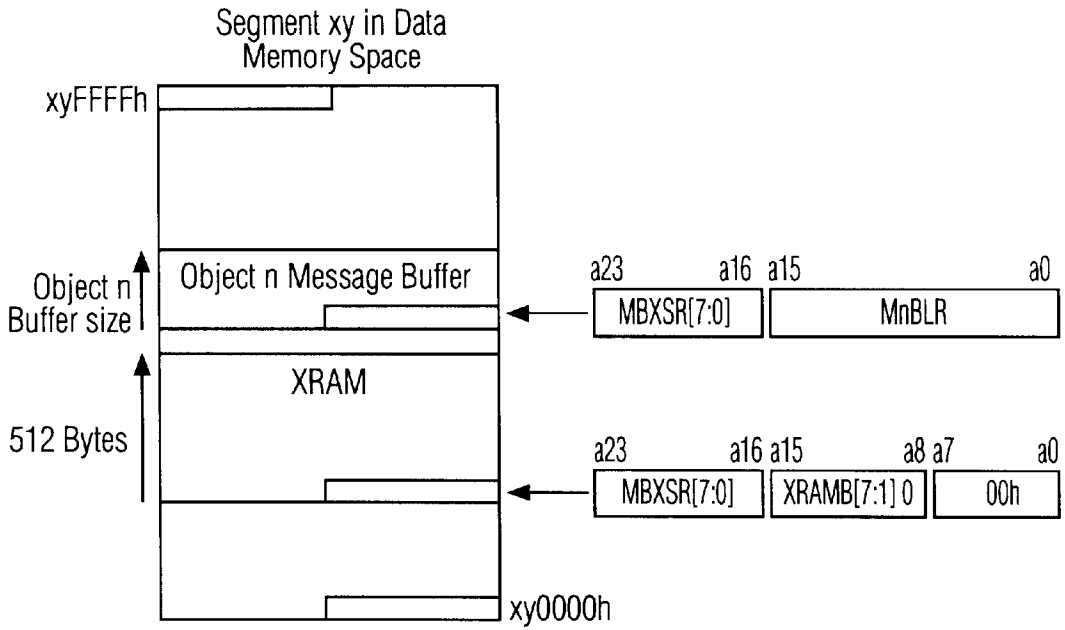 Segment xy in Data
Memory Space
xyFFFFh
Object n
Buffer size
Object n Message Buffer
a23 a16 a15 a0
MBXSR[7:0] MnBLR
XRAM
512 Bytes
a23 a16 a15 a8 a7 a0
MBXSR[7:0] XRAMB[7:1] 0 00h
xy0000h